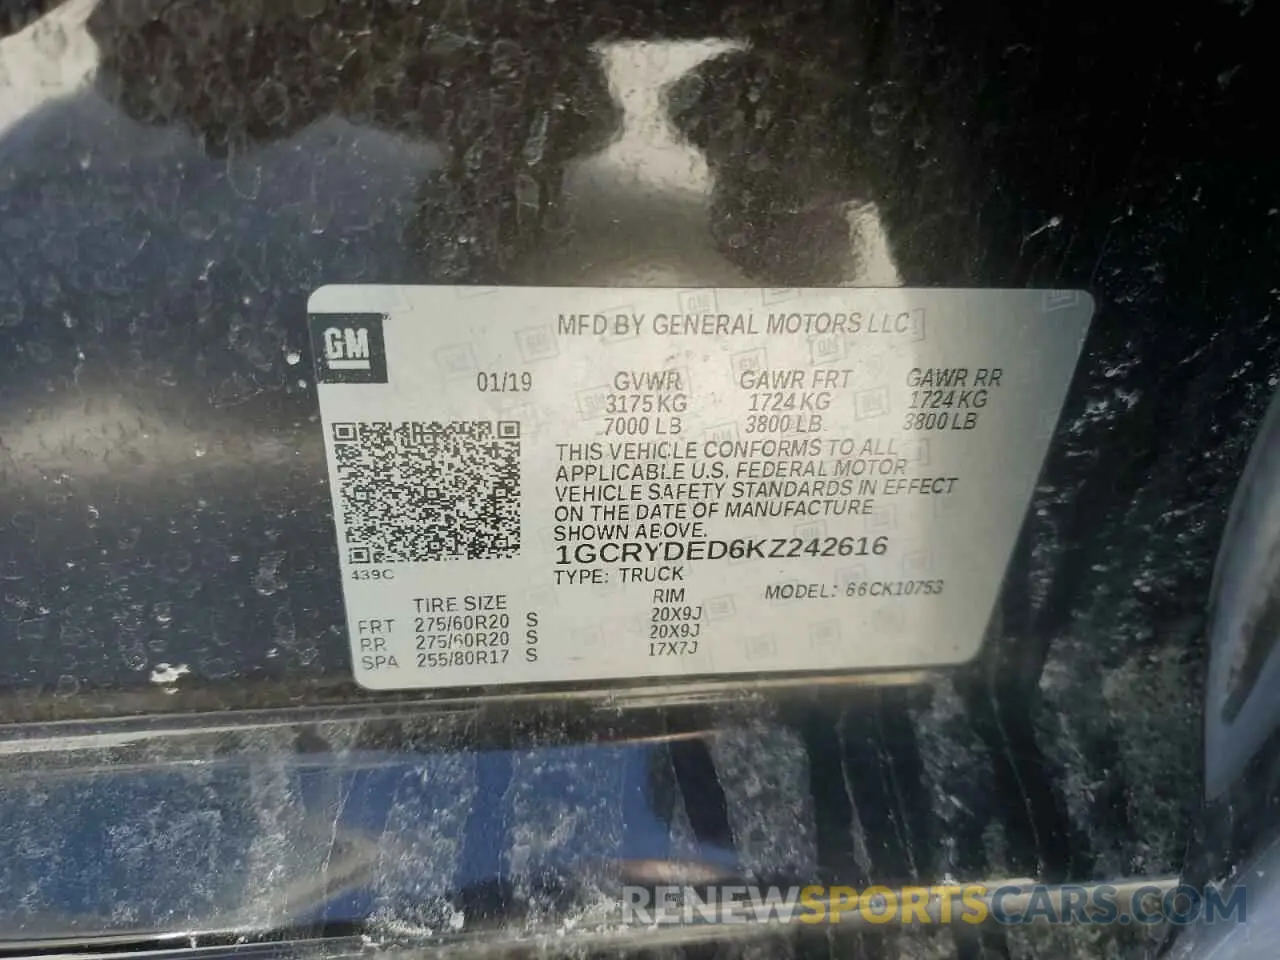 GM
MFD BY GENERAL MOTORS LLC
01/19 GVWR GAWR FRT GAWR RR
3175 KG 1724 KG 1724 KG
7000 LB 3800 LB 3800 LB
THIS VEHICLE CONFORMS TO ALL
APPLICABLE U.S. FEDERAL MOTOR
VEHICLE SAFETY STANDARDS IN EFFECT
ON THE DATE OF MANUFACTURE
SHOWN ABOVE.
1GCRYDED6KZ242616
439C
TYPE: TRUCK MODEL: 66CK10753
TIRE SIZE RIM
FRT 275/60R20 S 20X9J
RR 275/60R20 S 20X9J
SPA 255/80R17 S 17X7J
RENEWSPORTSCARS.COM